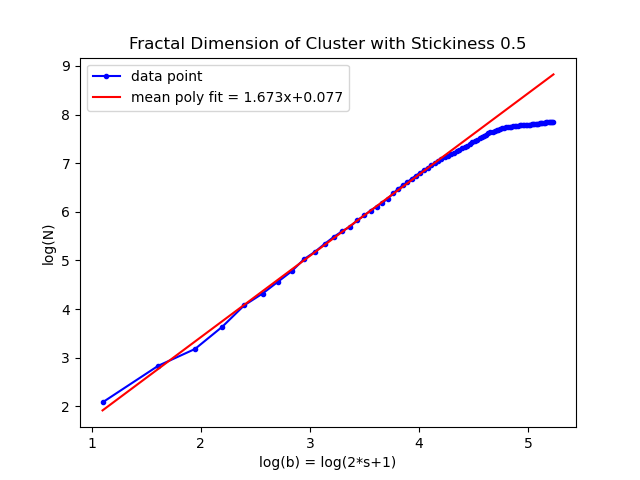 Fractal Dimension of Cluster with Stickiness 0.5
data point
mean poly fit = 1.673x+0.077
log(N)
9
8
7
6
5
4
3
2
1 2 3 4 5
log(b) = log(2*s+1)